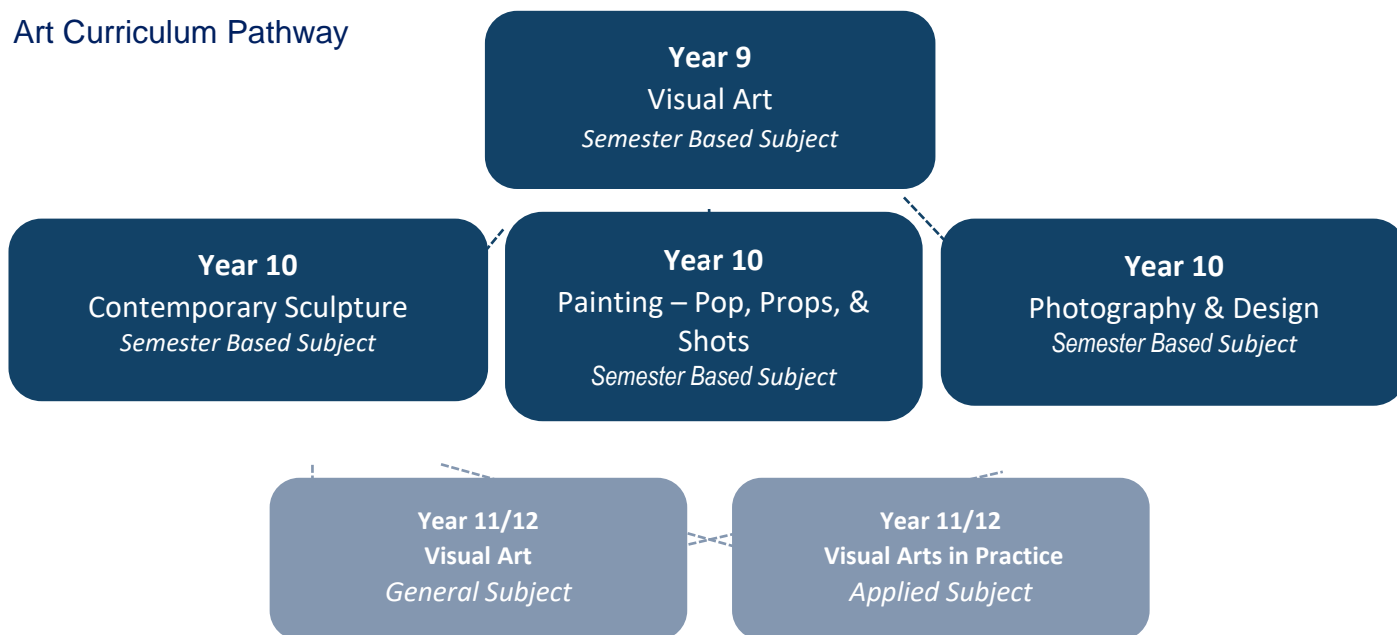 Art Curriculum Pathway
Year 9
Visual Art
Semester Based Subject
Year 10
Contemporary Sculpture
Semester Based Subject
Year 10
Painting – Pop, Props, &
Shots
Semester Based Subject
Year 10
Photography & Design
Semester Based Subject
Year 11/12
Visual Art
General Subject
Year 11/12
Visual Arts in Practice
Applied Subject